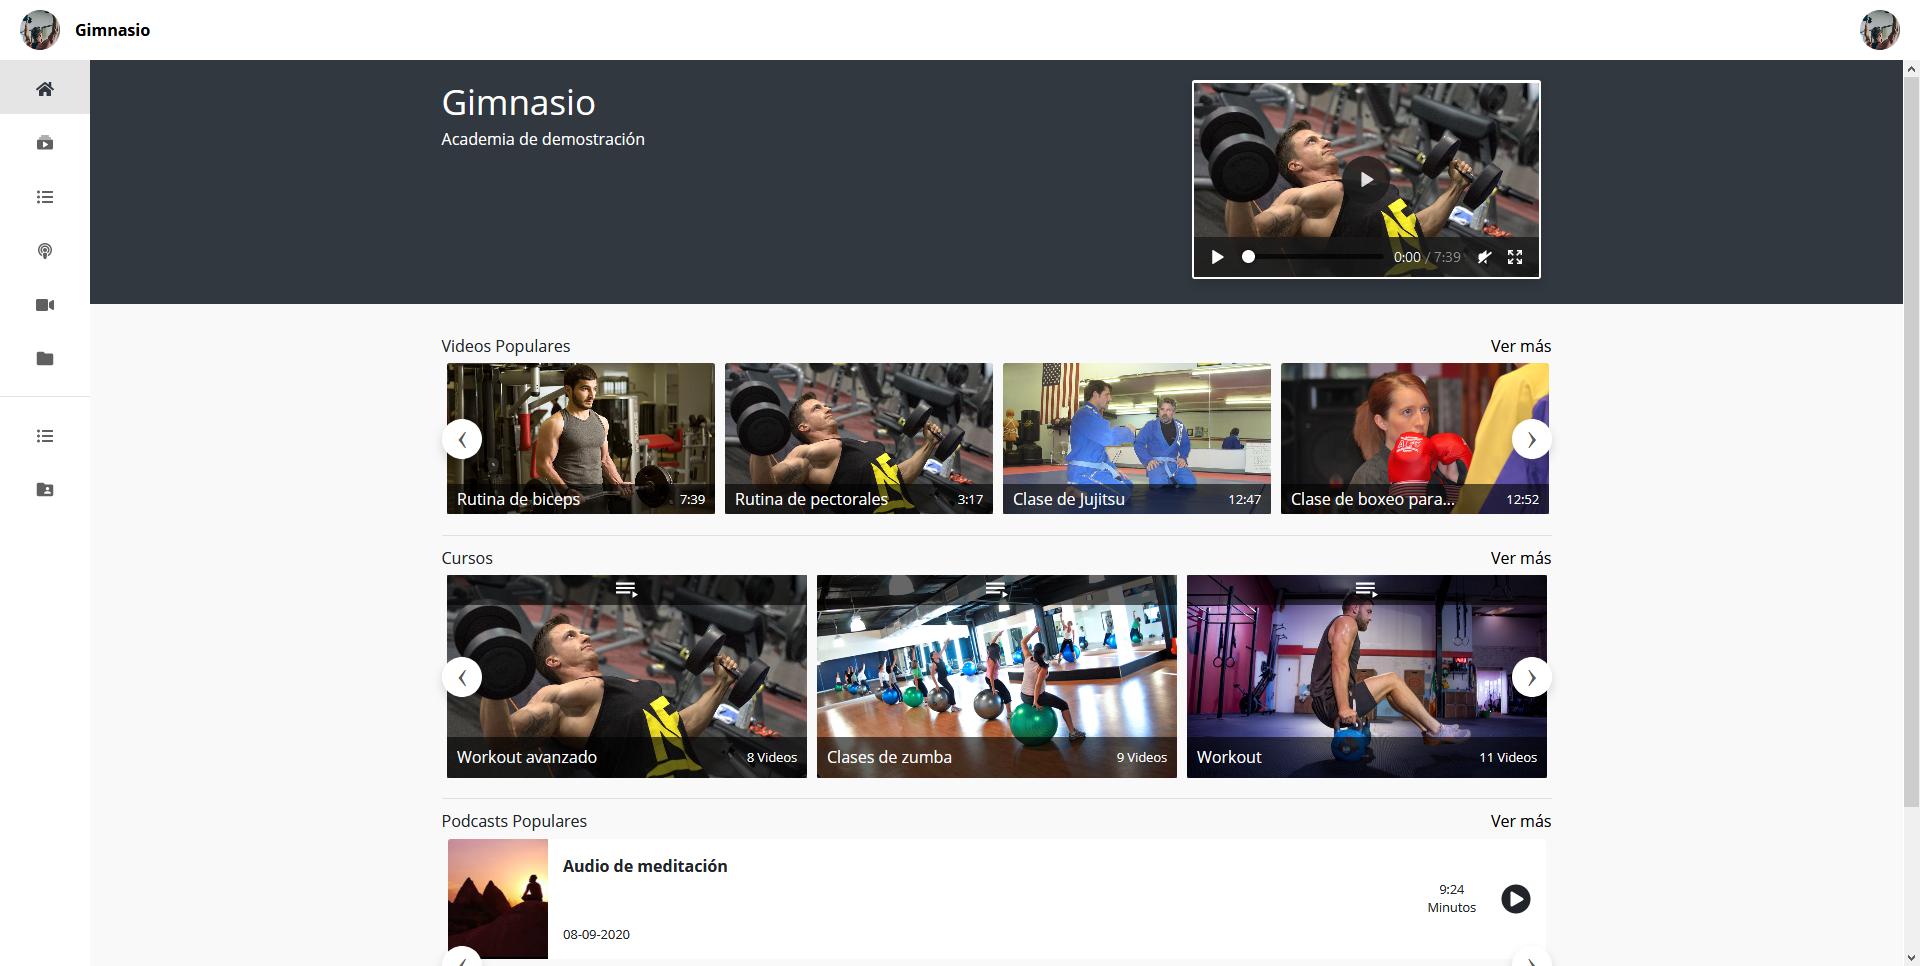 Gimnasio
Gimnasio
Academia de demostración
0:00 / 7:39
Videos Populares
Ver más
Rutina de biceps
7:39
Rutina de pectorales
3:17
Clase de Jujitsu
12:47
Clase de boxeo para...
12:52
Cursos
Ver más
Workout avanzado
8 Videos
Clases de zumba
9 Videos
Workout
11 Videos
Podcasts Populares
Ver más
Audio de meditación
9:24
Minutos
08-09-2020